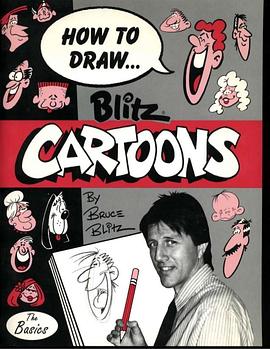 HOW TO
DRAW...
Blitz®
CARTOONS
By
BRUCE
BLITZ
The
Basics